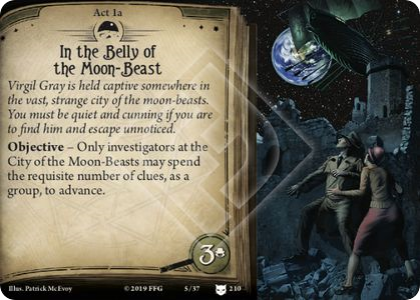 Act 1a
In the Belly of
the Moon-Beast
Virgil Gray is held captive somewhere in
the vast, strange city of the moon-beasts.
You must be quiet and cunning if you are
to find him and escape unnoticed.
Objective – Only investigators at the
City of the Moon-Beasts may spend
the requisite number of clues, as a
group, to advance.
3
Illus. Patrick McEvoy
© 2019 FFG
5/37
210